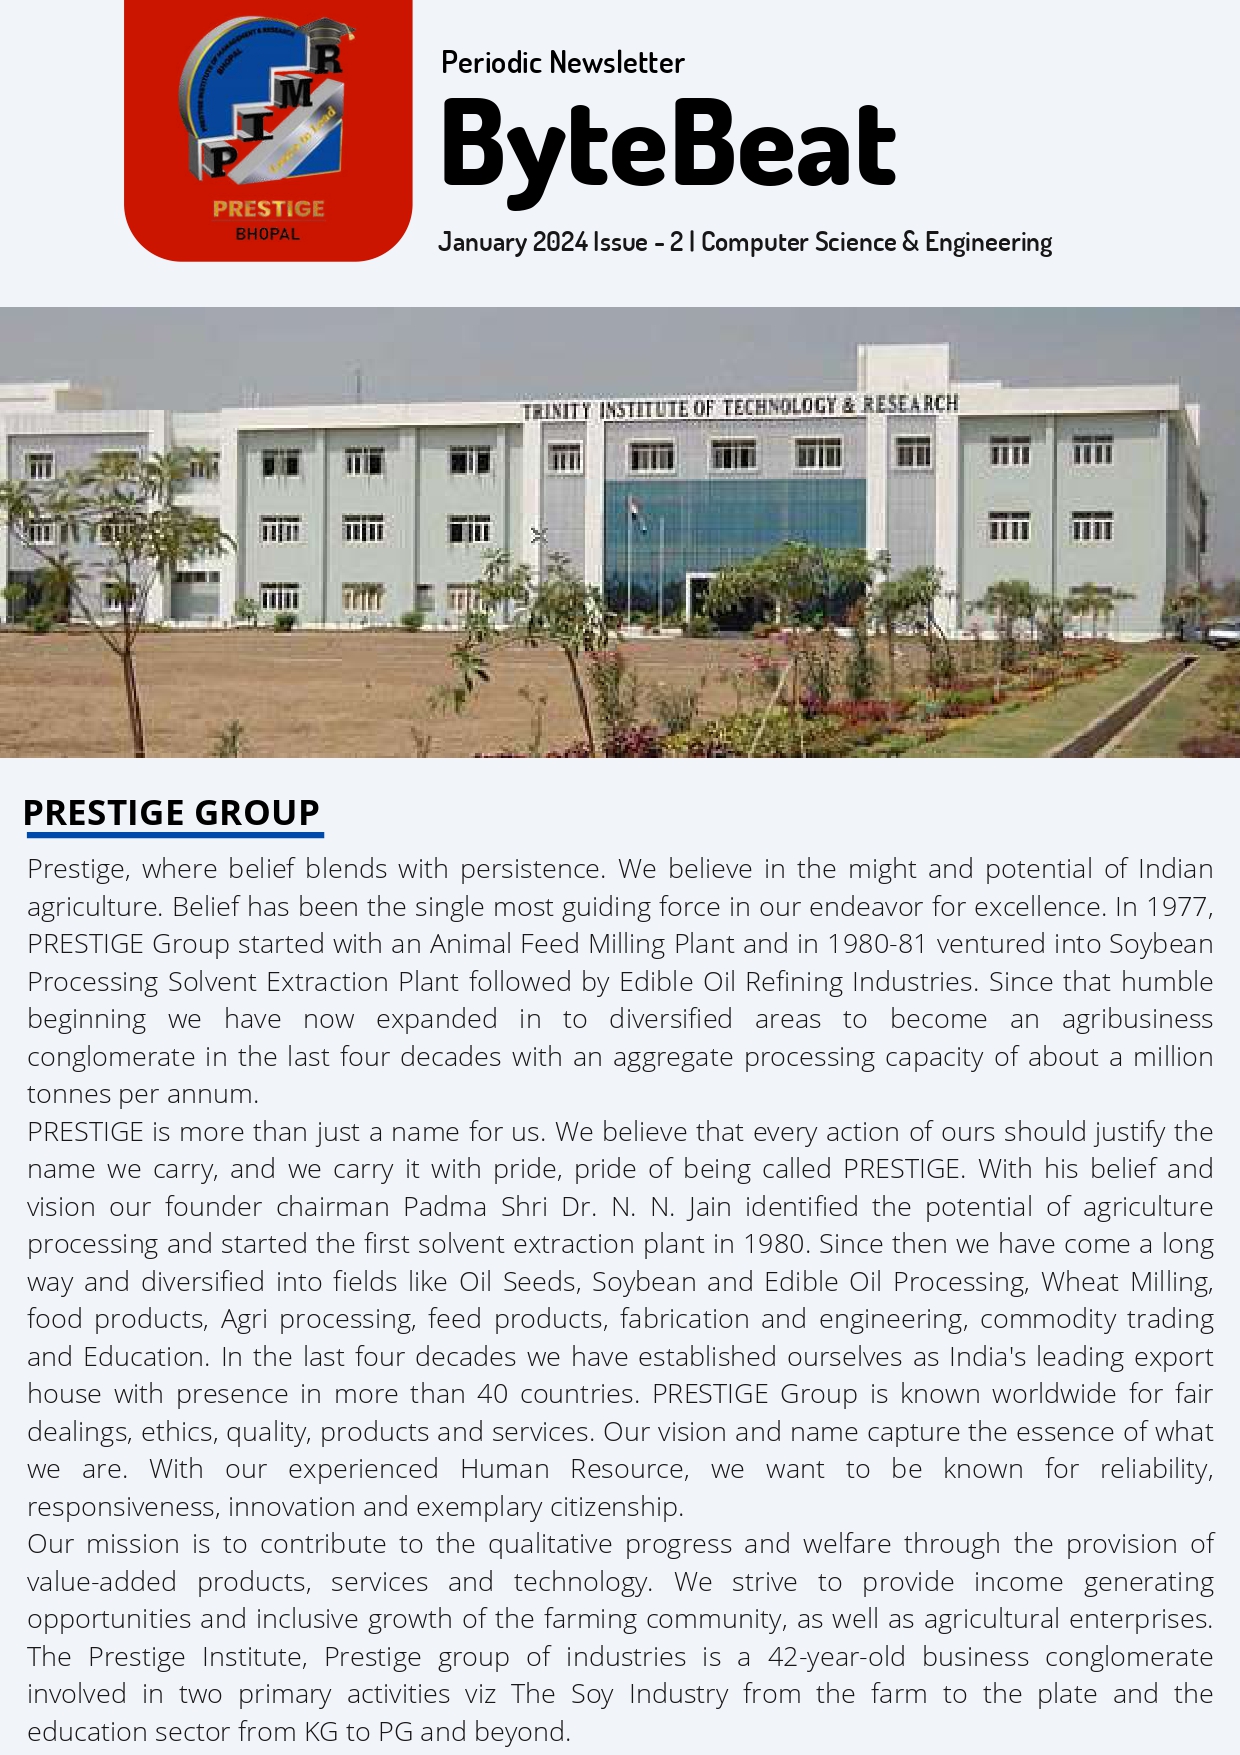 PRESTIGE INSTITUTE OF MANAGEMENT & RESEARCH
BHOPAL
P I M R
to Lead
PRESTIGE
BHOPAL
Periodic Newsletter
ByteBeat
January 2024 Issue - 2 | Computer Science & Engineering
TRINITY INSTITUTE OF TECHNOLOGY & RESEARCH
PRESTIGE GROUP
Prestige, where belief blends with persistence. We believe in the might and potential of Indian
agriculture. Belief has been the single most guiding force in our endeavor for excellence. In 1977,
PRESTIGE Group started with an Animal Feed Milling Plant and in 1980-81 ventured into Soybean
Processing Solvent Extraction Plant followed by Edible Oil Refining Industries. Since that humble
beginning we have now expanded in to diversified areas to become an agribusiness
conglomerate in the last four decades with an aggregate processing capacity of about a million
tonnes per annum.
PRESTIGE is more than just a name for us. We believe that every action of ours should justify the
name we carry, and we carry it with pride, pride of being called PRESTIGE. With his belief and
vision our founder chairman Padma Shri Dr. N. N. Jain identified the potential of agriculture
processing and started the first solvent extraction plant in 1980. Since then we have come a long
way and diversified into fields like Oil Seeds, Soybean and Edible Oil Processing, Wheat Milling,
food products, Agri processing, feed products, fabrication and engineering, commodity trading
and Education. In the last four decades we have established ourselves as India's leading export
house with presence in more than 40 countries. PRESTIGE Group is known worldwide for fair
dealings, ethics, quality, products and services. Our vision and name capture the essence of what
we are. With our experienced Human Resource, we want to be known for reliability,
responsiveness, innovation and exemplary citizenship.
Our mission is to contribute to the qualitative progress and welfare through the provision of
value-added products, services and technology. We strive to provide income generating
opportunities and inclusive growth of the farming community, as well as agricultural enterprises.
The Prestige Institute, Prestige group of industries is a 42-year-old business conglomerate
involved in two primary activities viz The Soy Industry from the farm to the plate and the
education sector from KG to PG and beyond.